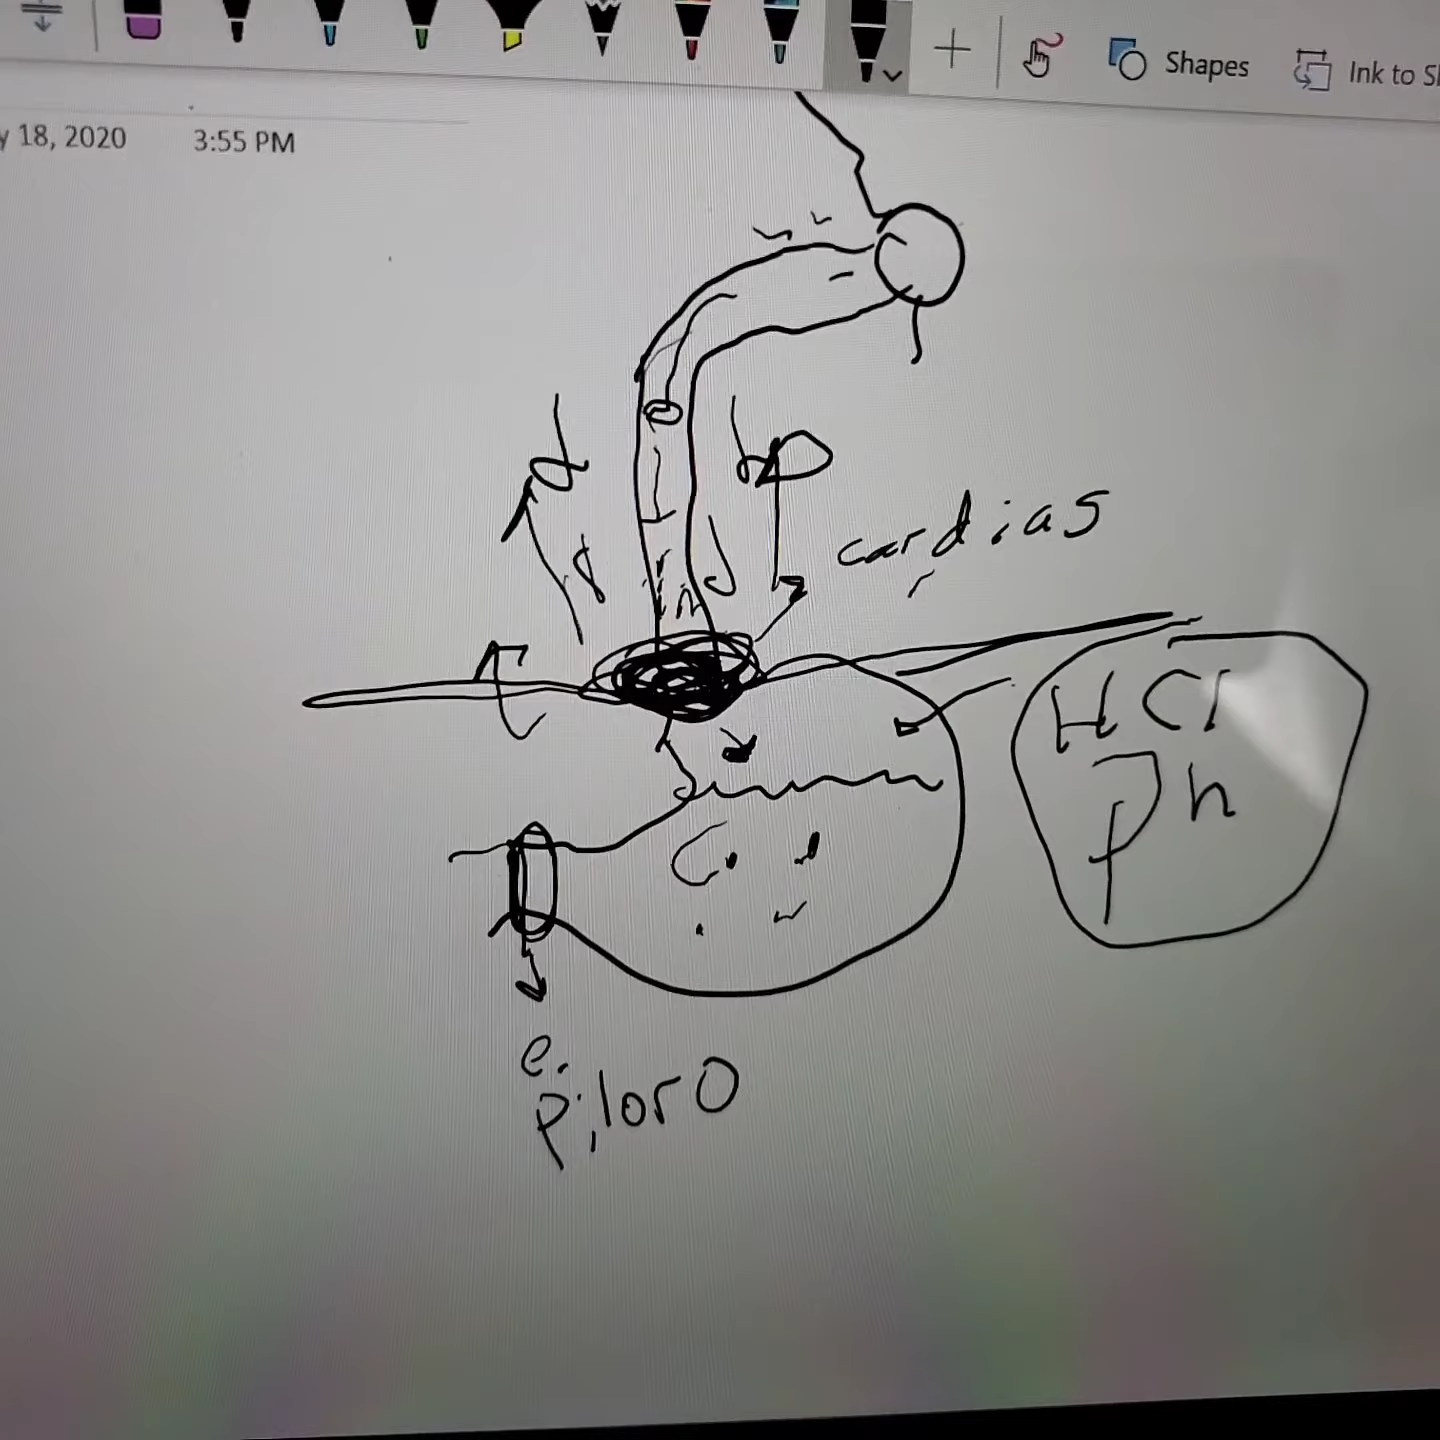 Shapes
Ink to S
y 18, 2020 3:55 PM
cardias
HCl
Ph
e.
piloro